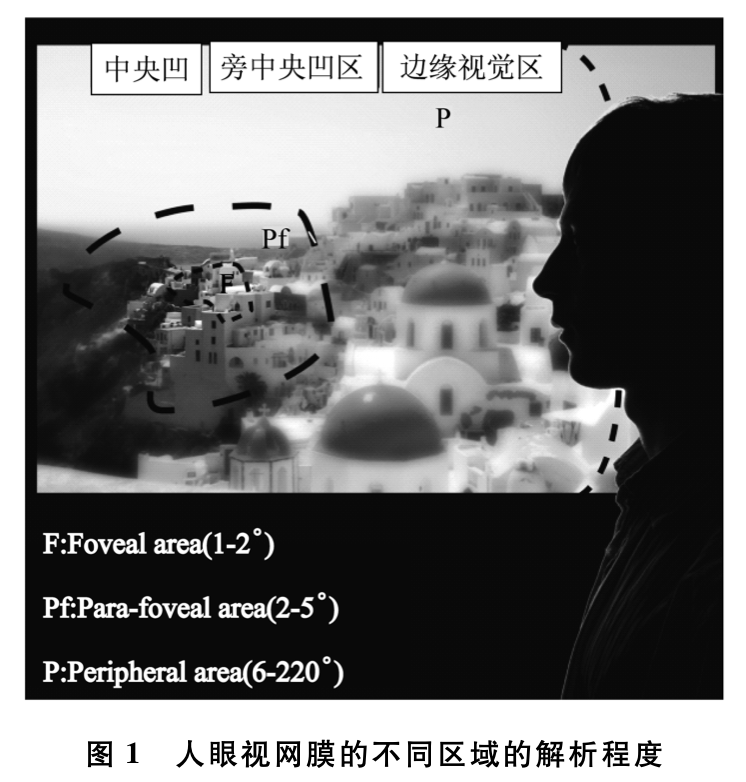 中央凹 旁中央凹区 边缘视觉区
P
Pf
F
F:Foveal area(1-2°)
Pf:Para-foveal area(2-5°)
P:Peripheral area(6-220°)
图 1 人眼视网膜的不同区域的解析程度